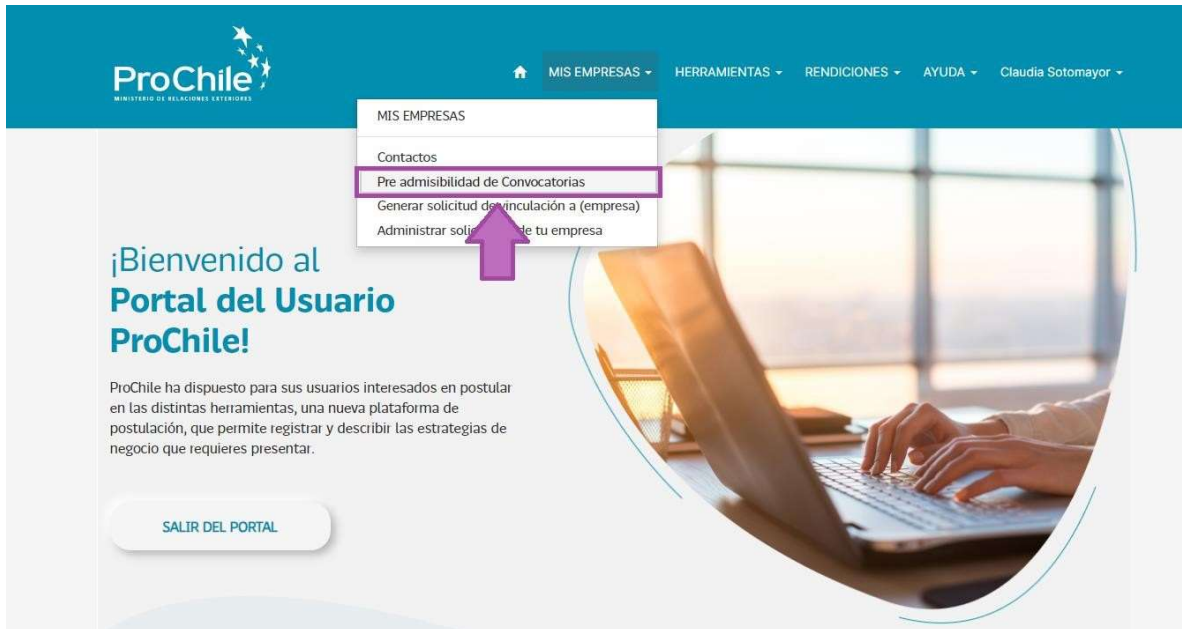 ProChile
MINISTERIO DE RELACIONES EXTERIORES
MIS EMPRESAS
HERRAMIENTAS
RENDICIONES
AYUDA
Claudia Sotomayor
MIS EMPRESAS
Contactos
Pre admisibilidad de Convocatorias
Generar solicitud de vinculación a (empresa)
Administrar de tu empresa
¡Bienvenido al
Portal del Usuario
ProChile!
ProChile ha dispuesto para sus usuarios interesados en postular
en las distintas herramientas, una nueva plataforma de
postulación, que permite registrar y describir las estrategias de
negocio que requieres presentar.
SALIR DEL PORTAL